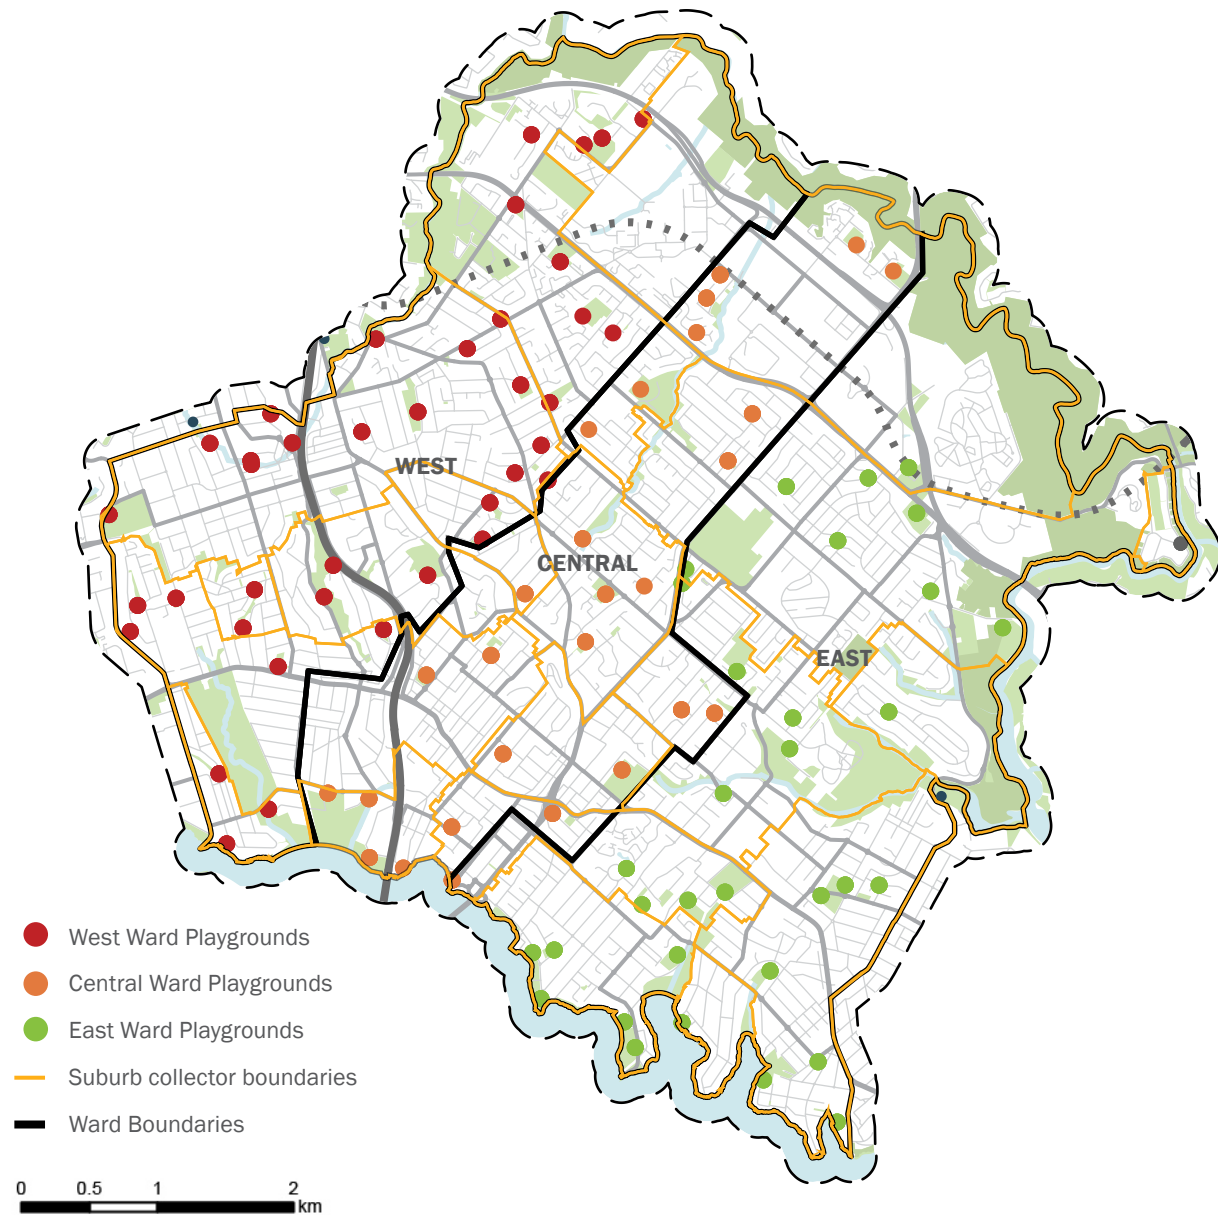 WEST
CENTRAL
EAST
West Ward Playgrounds
Central Ward Playgrounds
East Ward Playgrounds
Suburb collector boundaries
Ward Boundaries
0 0.5 1 2
km